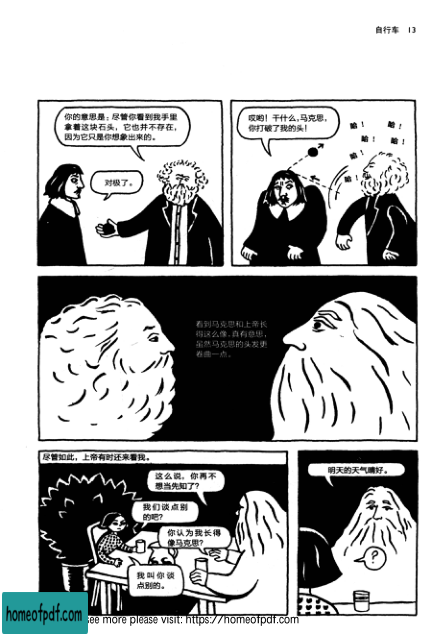 自行车 13
你的意思是：尽管你看到我手里
拿着这块石头，它也并不存在，
因为它只是你想象出来的。
对极了。
哎哟！干什么，马克思，
你打破了我的头！
哈！
哈！
哈！
哈！
哈！
哈！
看到马克思和上帝长
得这么像，真有意思，
虽然马克思的头发更
卷曲一点。
尽管如此，上帝有时还来看我。
这么说，你再不
想当先知了？
我们谈点别
的吧？
你认为我长得
像马克思？
我叫你谈
点别的。
明天的天气晴好。
?
homeofpdf.com
see more please visit: https://homeofpdf.com